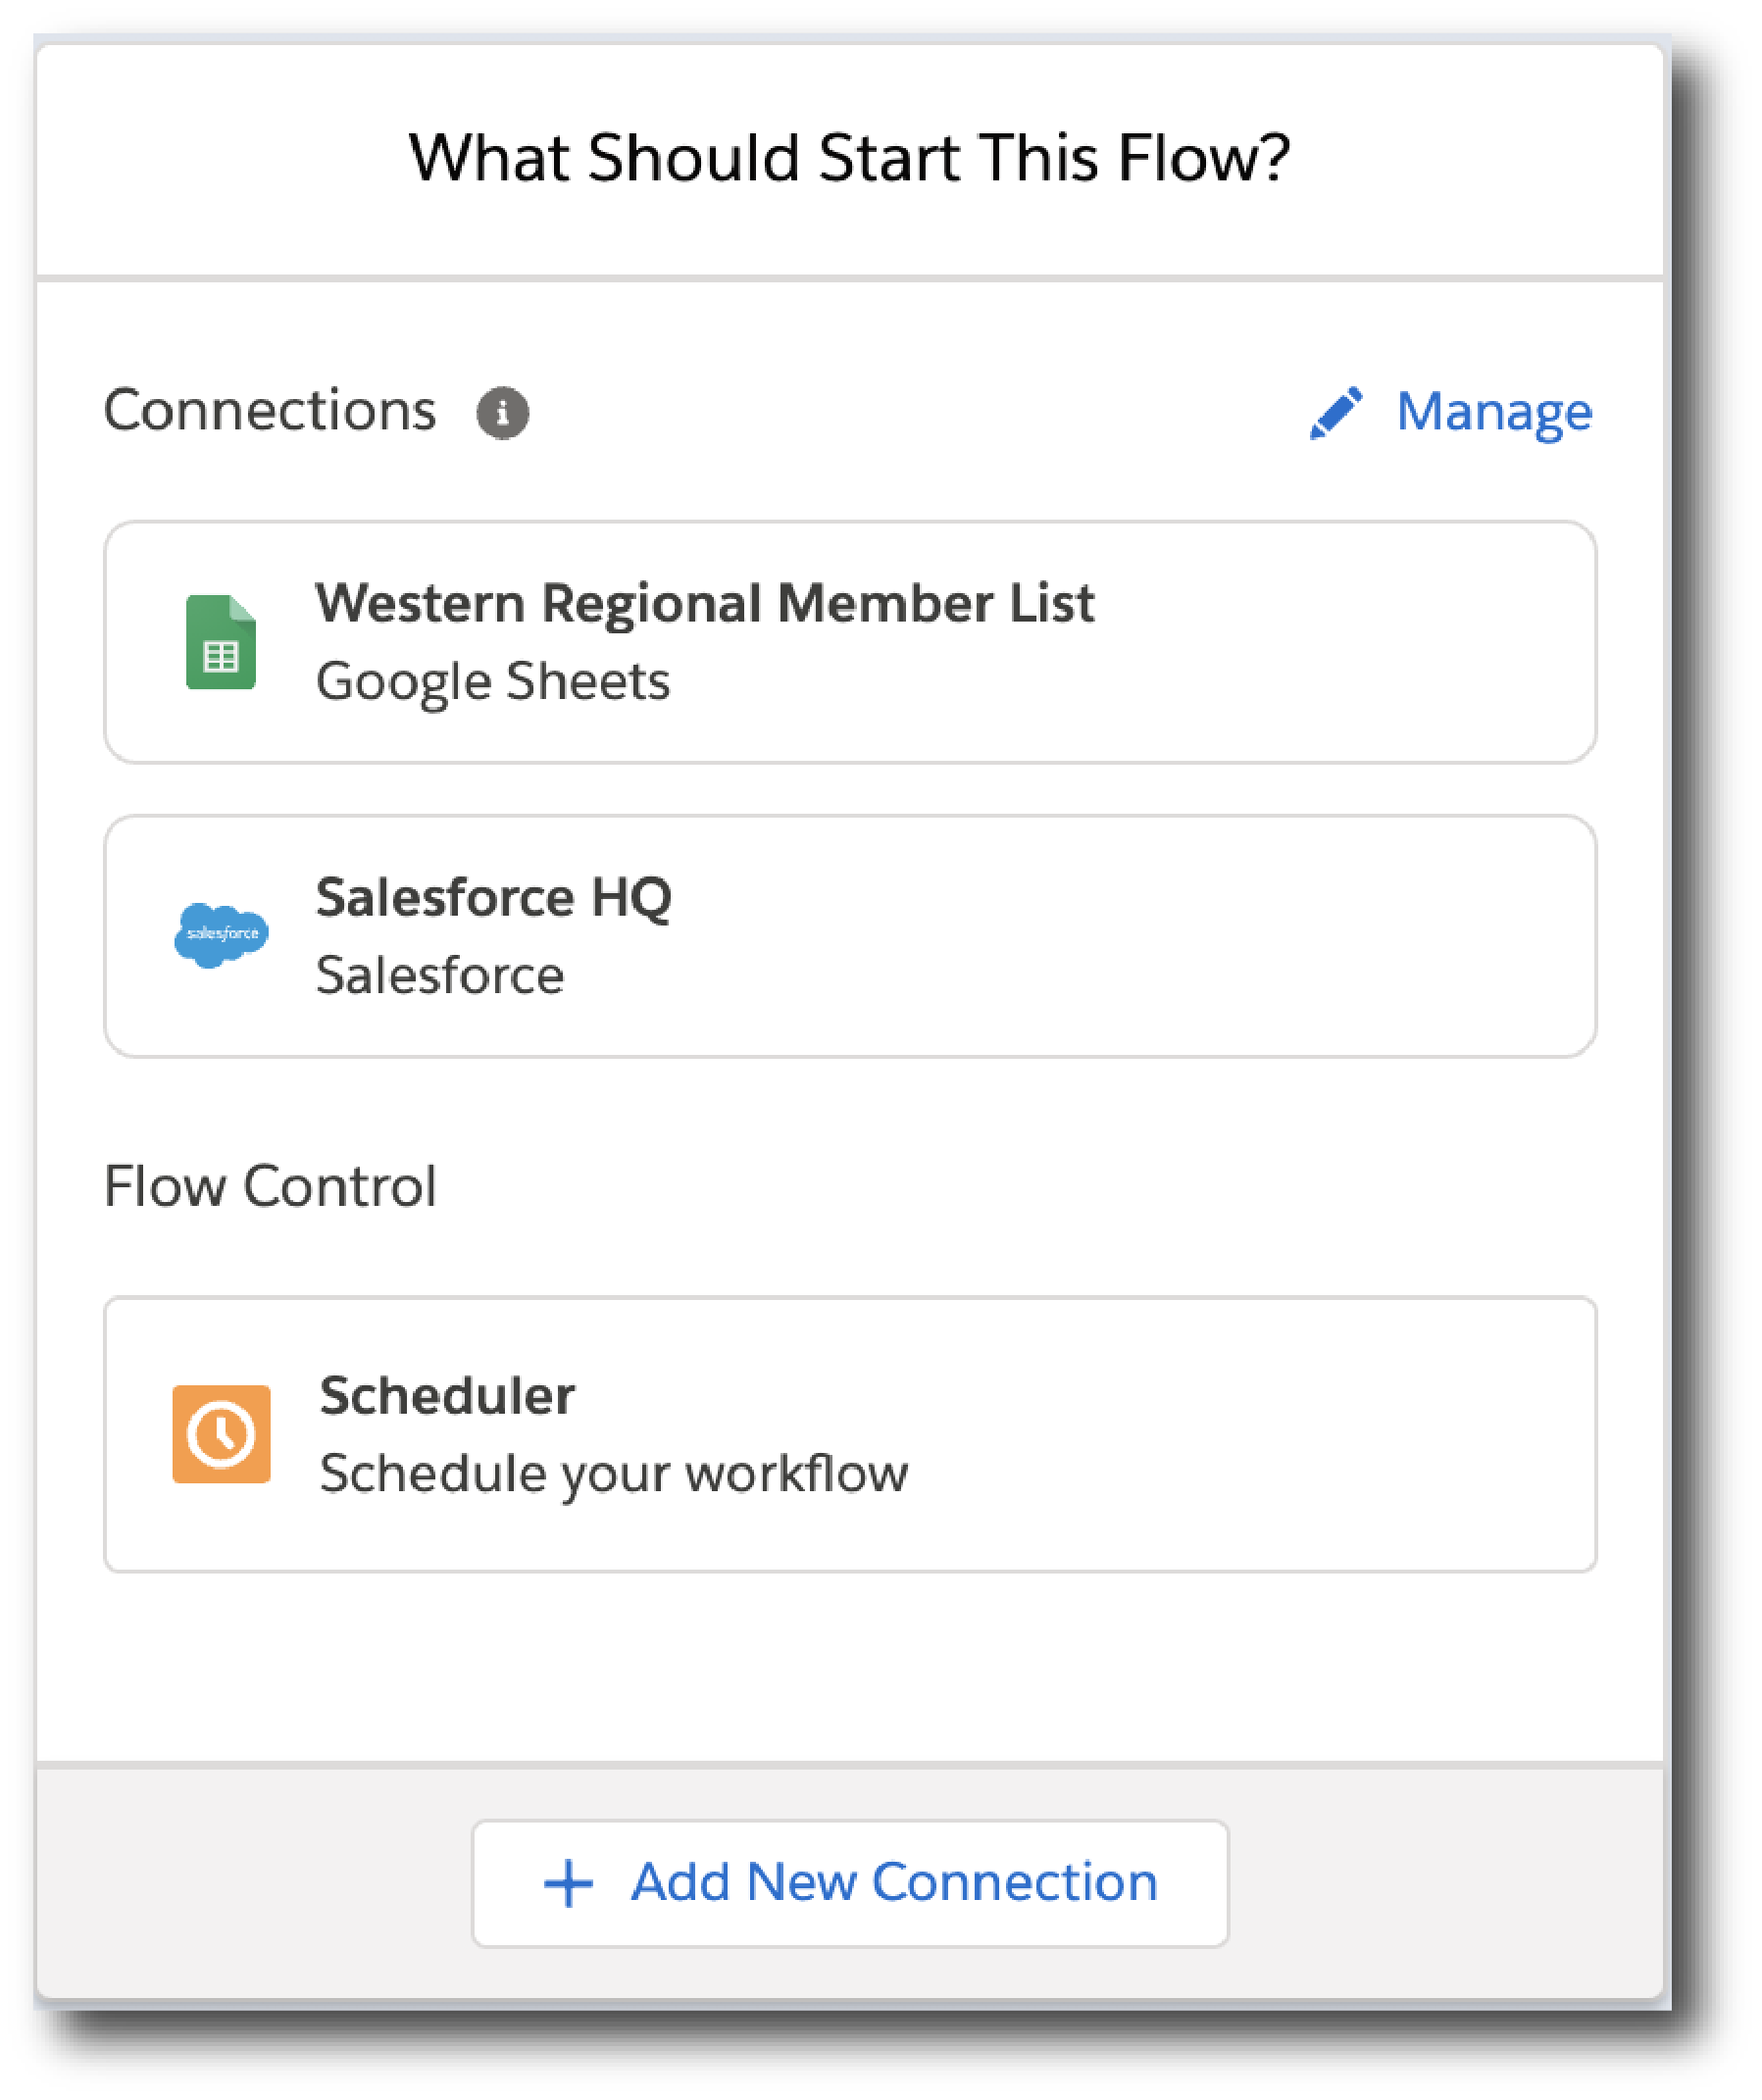 What Should Start This Flow?
Connections
Manage
Western Regional Member List
Google Sheets
salesforce
Salesforce HQ
Salesforce
Flow Control
Scheduler
Schedule your workflow
Add New Connection